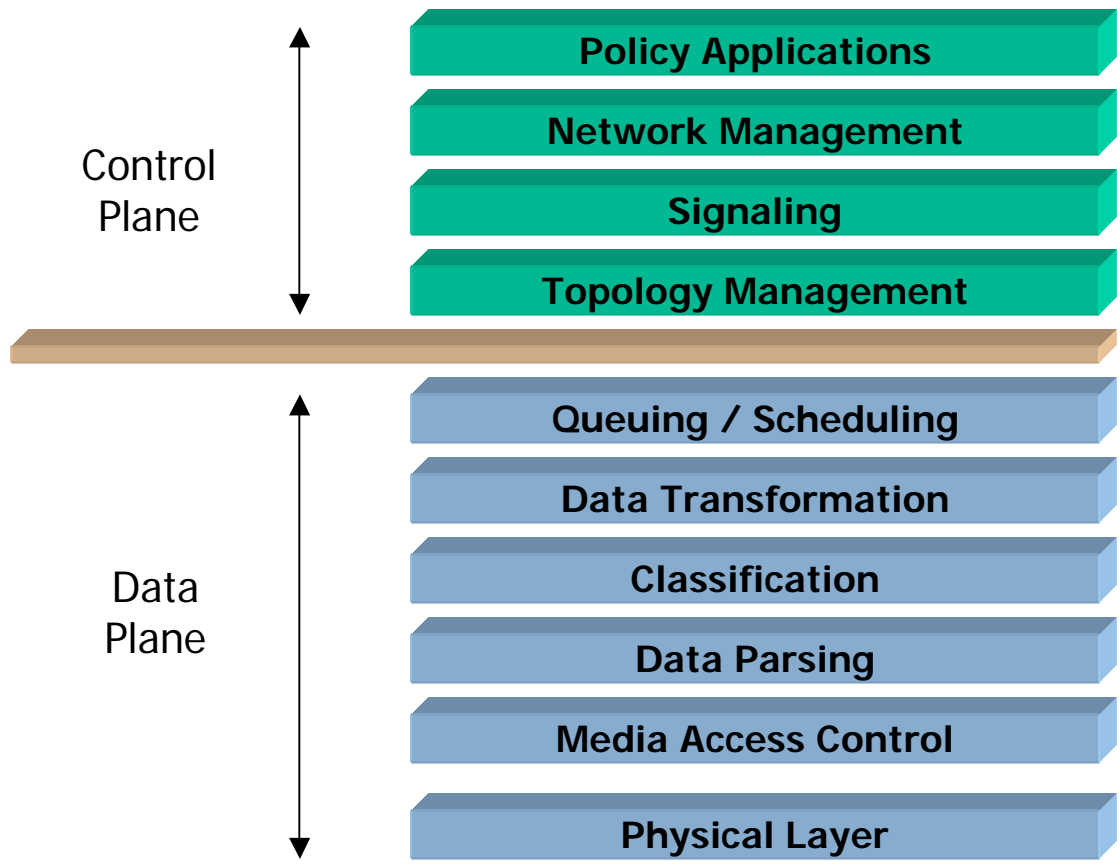 Policy Applications
Network Management
Control
Plane
Signaling
Topology Management
Queuing / Scheduling
Data Transformation
Classification
Data
Plane
Data Parsing
Media Access Control
Physical Layer